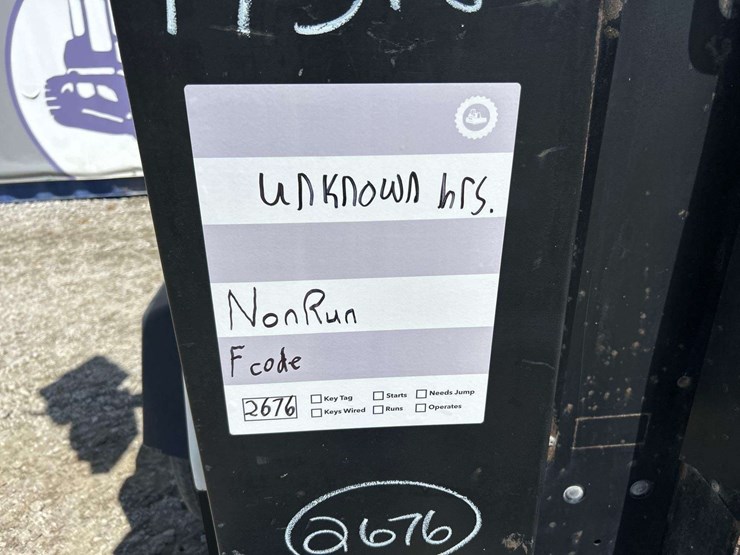 unknown hrs.
NonRun
F code
2676 Key Tag Starts Needs Jump
Keys Wired Runs Operates
2676